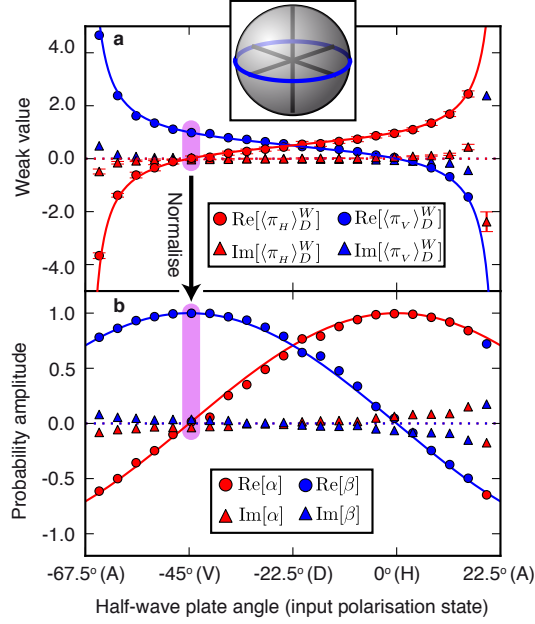 a
4.0
2.0
0.0
-2.0
-4.0
Weak value
Re[⟨π_H⟩_D^W]
Re[⟨π_V⟩_D^W]
Im[⟨π_H⟩_D^W]
Im[⟨π_V⟩_D^W]
Normalise
b
1.0
0.5
0.0
-0.5
-1.0
Probability amplitude
Re[α]
Re[β]
Im[α]
Im[β]
-67.5° (A)
-45° (V)
-22.5° (D)
0° (H)
22.5° (A)
Half-wave plate angle (input polarisation state)